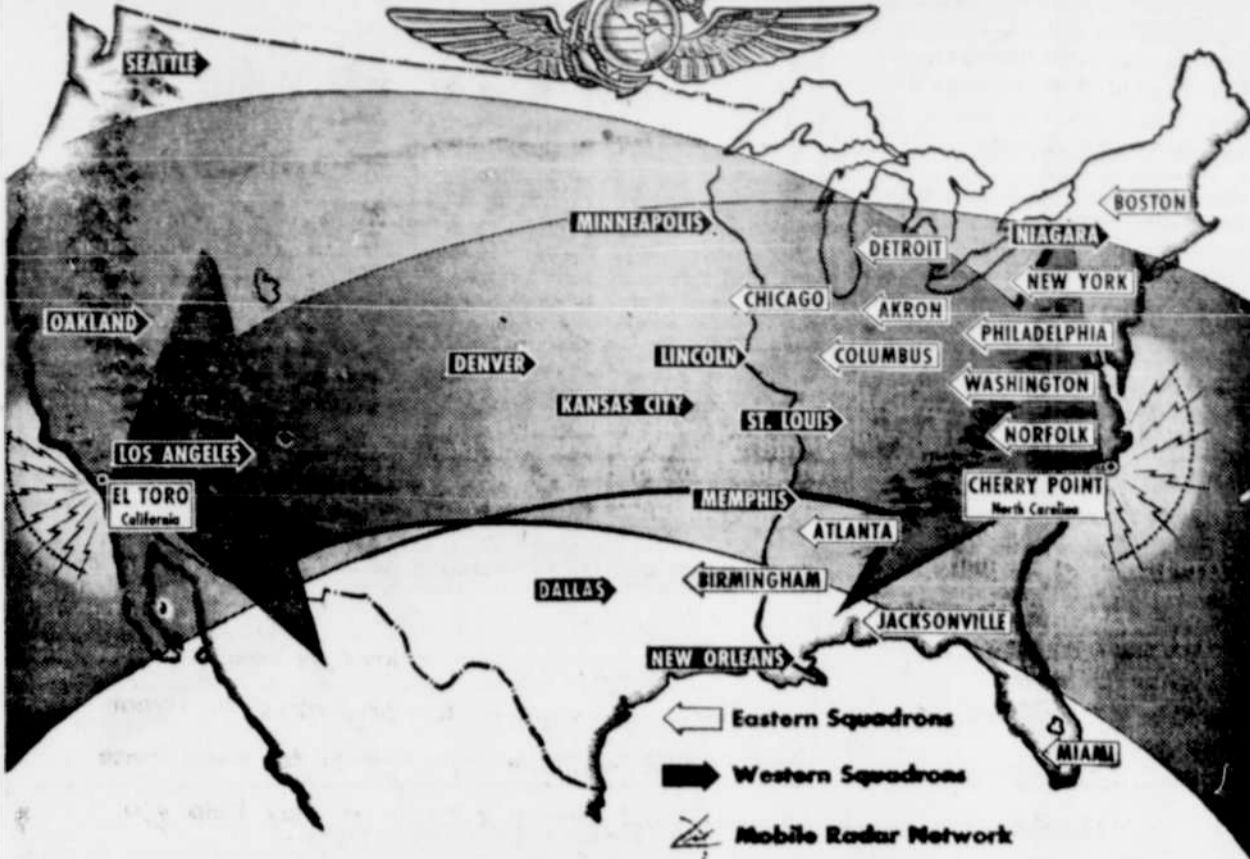 SEATTLE
BOSTON
MINNEAPOLIS
NIAGARA
DETROIT
NEW YORK
CHICAGO
AKRON
OAKLAND
PHILADELPHIA
DENVER
LINCOLN
COLUMBUS
WASHINGTON
KANSAS CITY
ST. LOUIS
NORFOLK
LOS ANGELES
EL TORO
California
CHERRY POINT
North Carolina
MEMPHIS
ATLANTA
DALLAS
BIRMINGHAM
JACKSONVILLE
NEW ORLEANS
Eastern Squadrons
MIAMI
Western Squadrons
Mobile Radar Network